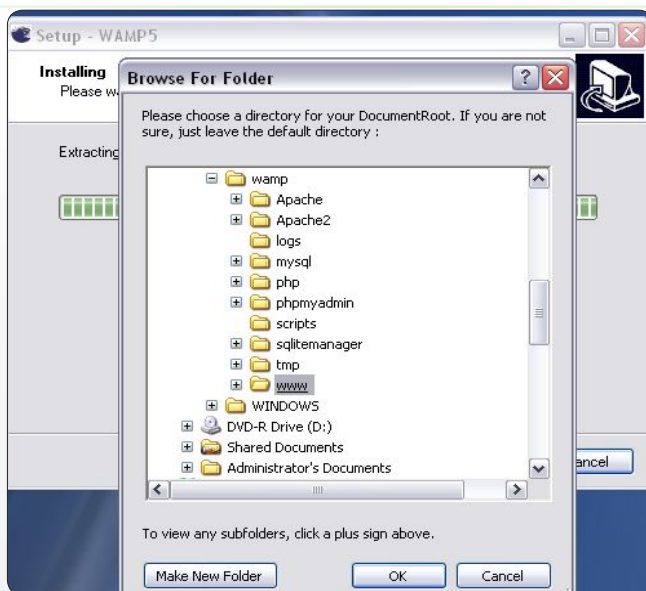 Setup - WAMP5
Installing
Browse For Folder
Please choose a directory for your DocumentRoot. If you are not
sure, just leave the default directory :
Extracting
wamp
Apache
Apache2
logs
mysql
php
phpmyadmin
scripts
sqlitemanager
tmp
www
WINDOWS
DVD-R Drive (D:)
Shared Documents
Administrator's Documents
To view any subfolders, click a plus sign above.
Make New Folder
OK
Cancel
Please w
ancel